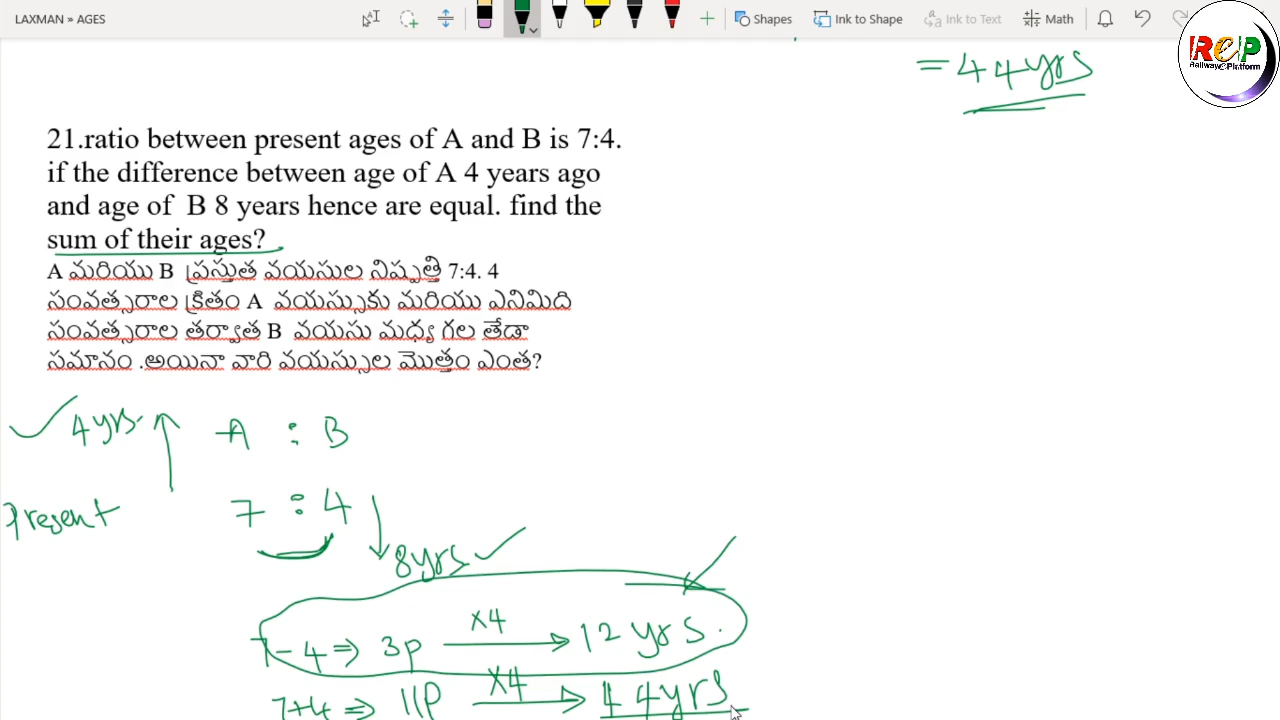 LAXMAN » AGES
Shapes Ink to Shape Ink to Text Math
RCP
Railway Platform
= 44yrs
21.ratio between present ages of A and B is 7:4.
if the difference between age of A 4 years ago
and age of B 8 years hence are equal. find the
sum of their ages?
A మరియు B ప్రస్తుత వయసుల నిష్పత్తి 7:4. 4
సంవత్సరాల క్రితం A వయస్సుకు మరియు ఎనిమిది
సంవత్సరాల తర్వాత B వయసు మధ్య గల తేడా
సమానం .అయినా వారి వయస్సుల మొత్తం ఎంత?
4yrs A : B
Present 7 : 4
8yrs
7-4 ⇒ 3p ×4 → 12 yrs.
7+4 ⇒ 11p ×4 → 44yrs